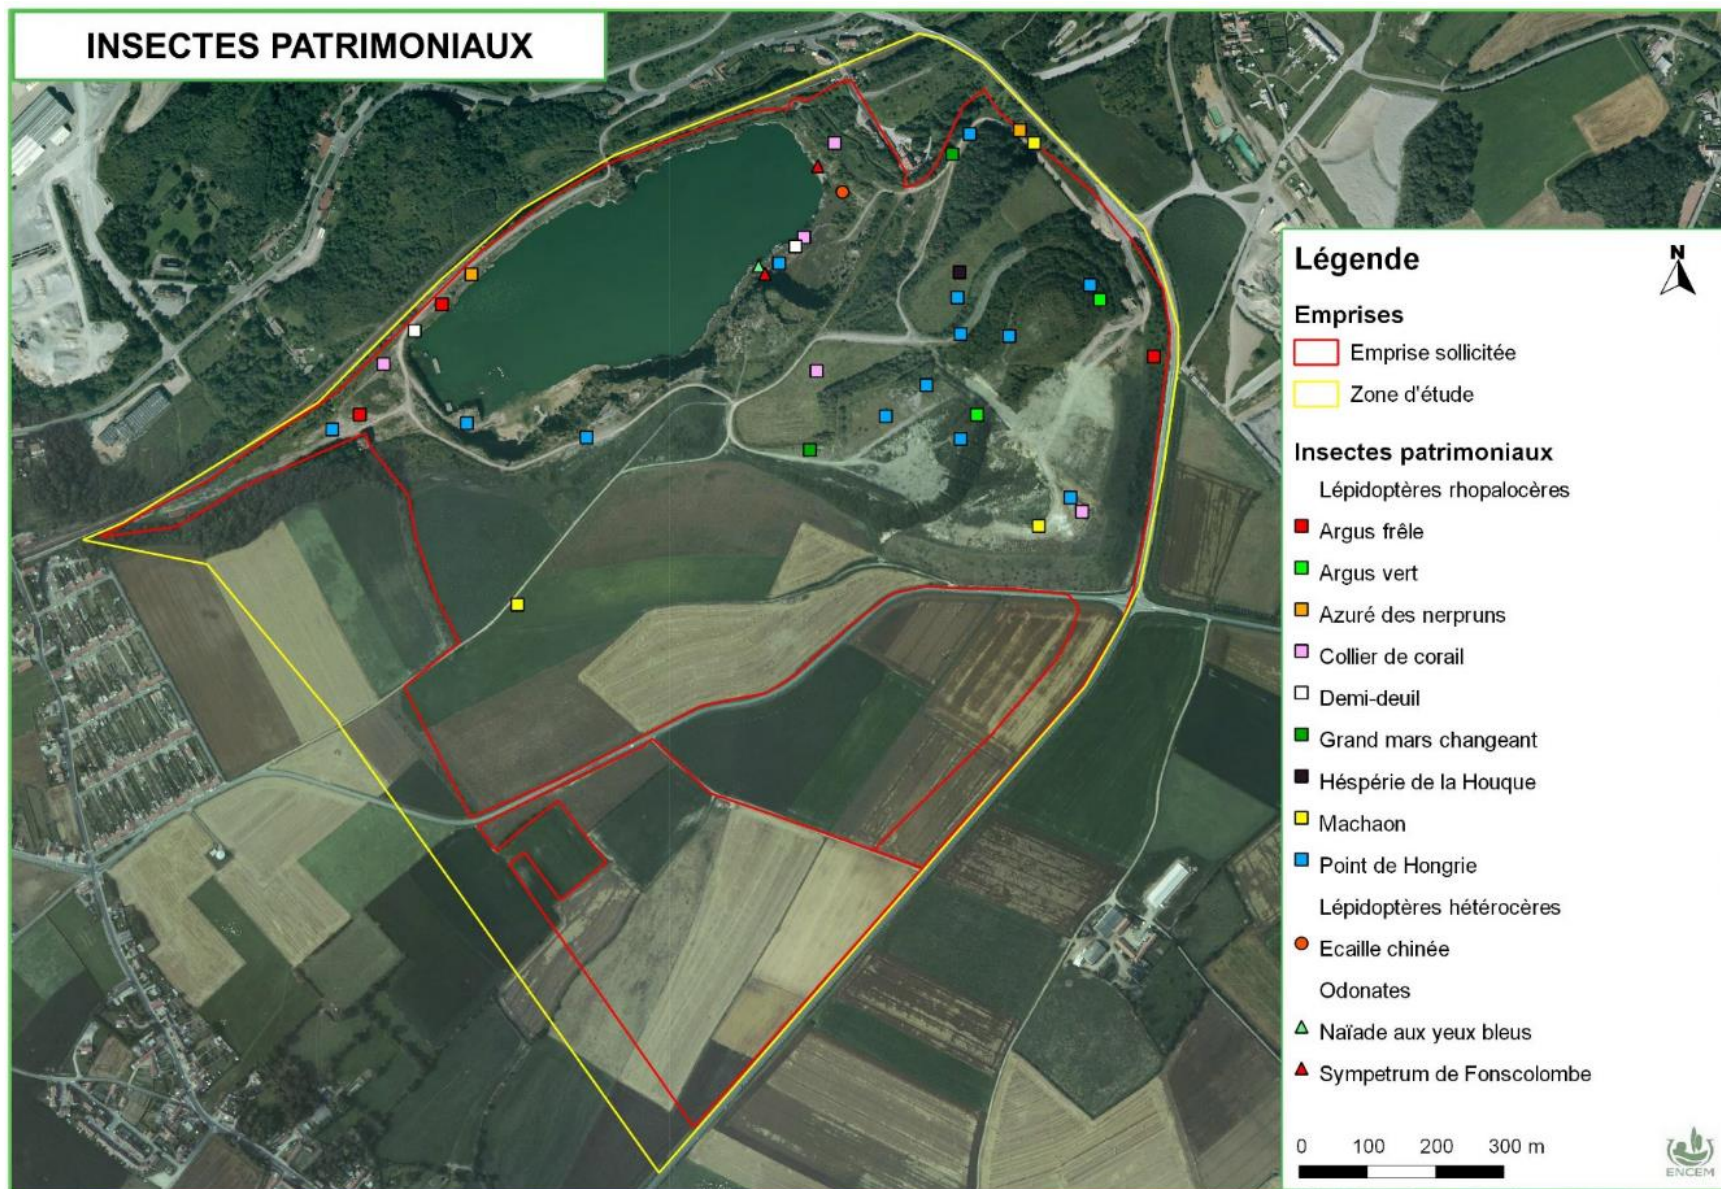 INSECTES PATRIMONIAUX
Légende
N
Emprises
Emprise sollicitée
Zone d'étude
Insectes patrimoniaux
Lépidoptères rhopalocères
Argus frêle
Argus vert
Azuré des nerpruns
Collier de corail
Demi-deuil
Grand mars changeant
Héspérie de la Houque
Machaon
Point de Hongrie
Lépidoptères hétérocères
Ecaille chinée
Odonates
Naïade aux yeux bleus
Sympetrum de Fonscolombe
0 100 200 300 m
ENCEM